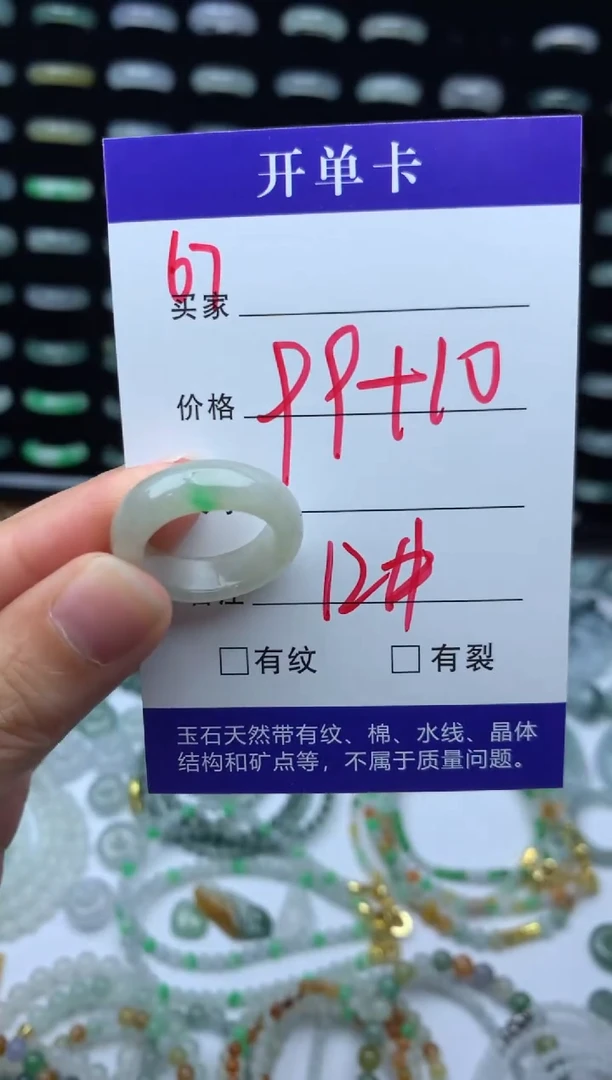 开单卡
67
买家
价格 99+10
12#
□有纹 □有裂
玉石天然带有纹、棉、水线、晶体
结构和矿点等，不属于质量问题。